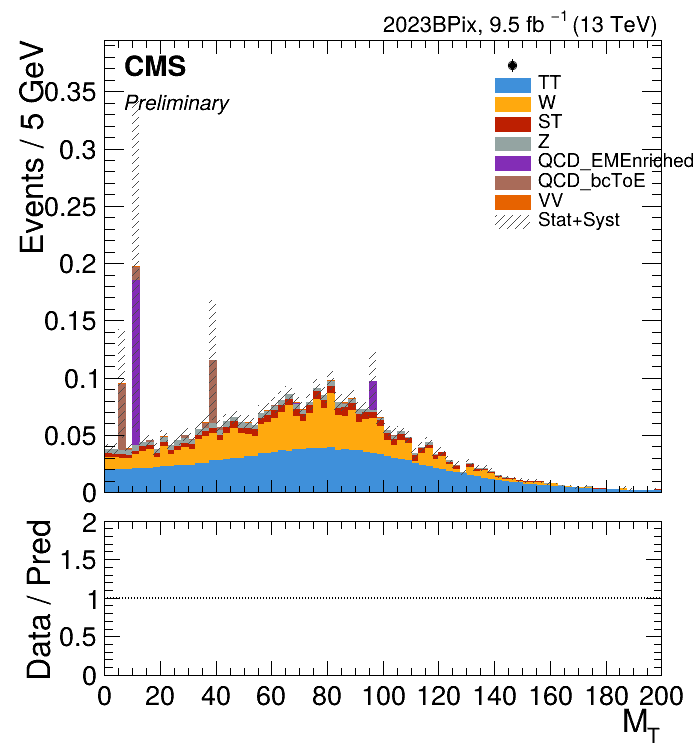 2023BPix, 9.5 fb −1 (13 TeV)
CMS
Preliminary
TT
W
ST
Z
QCD_EMEnriched
QCD_bcToE
VV
Stat+Syst
Events / 5 GeV
0.35
0.3
0.25
0.2
0.15
0.1
0.05
0
Data / Pred
2
1.5
1
0.5
0
0 20 40 60 80 100 120 140 160 180 200
M_T